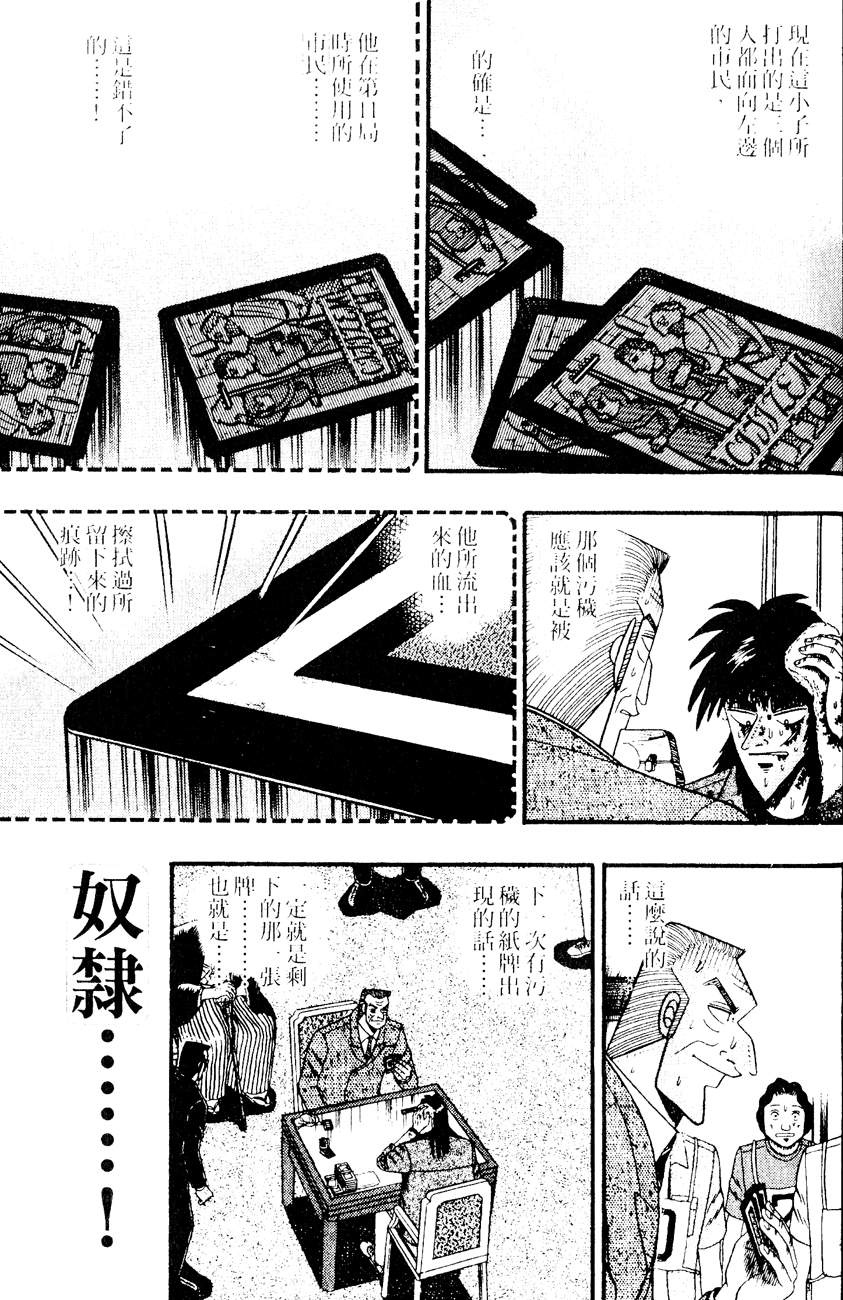 現在這小子所
打出的是三個
人都面向左邊
的市民、
的確是‥‥
他在第11局
時所使用的
市民………
這是錯不了
的……！
CITIZEN
CITIZEN
那個污穢
應該就是被
他所流出
來的血…
擦拭過所
留下來的
痕跡…！
這麼說的
話……
下一次有污
穢的紙牌出
現的話……
一定就是剩
下的那一張
牌………
也就是…
奴隸‥‥‥‥！